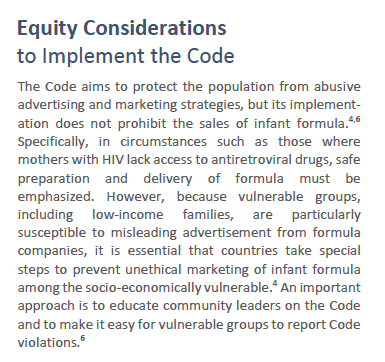 Equity Considerations
to Implement the Code
The Code aims to protect the population from abusive
advertising and marketing strategies, but its implement-
ation does not prohibit the sales of infant formula.⁴,⁶
Specifically, in circumstances such as those where
mothers with HIV lack access to antiretroviral drugs, safe
preparation and delivery of formula must be
emphasized. However, because vulnerable groups,
including low-income families, are particularly
susceptible to misleading advertisement from formula
companies, it is essential that countries take special
steps to prevent unethical marketing of infant formula
among the socio-economically vulnerable.⁴ An important
approach is to educate community leaders on the Code
and to make it easy for vulnerable groups to report Code
violations.⁶